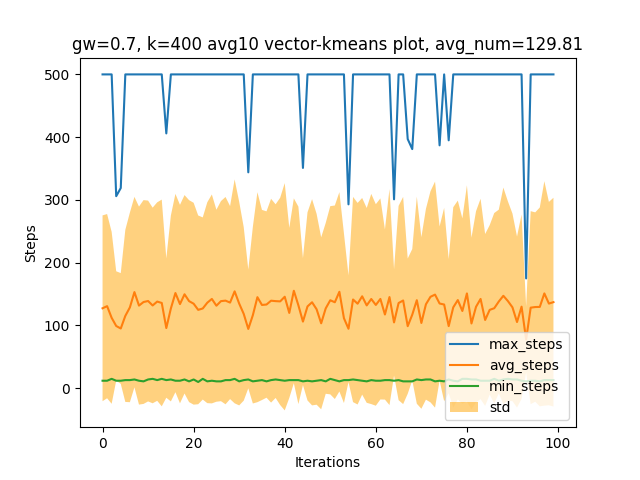 gw=0.7, k=400 avg10 vector-kmeans plot, avg_num=129.81
500
400
300
200
100
0
Steps
max_steps
avg_steps
min_steps
std
0 20 40 60 80 100
Iterations